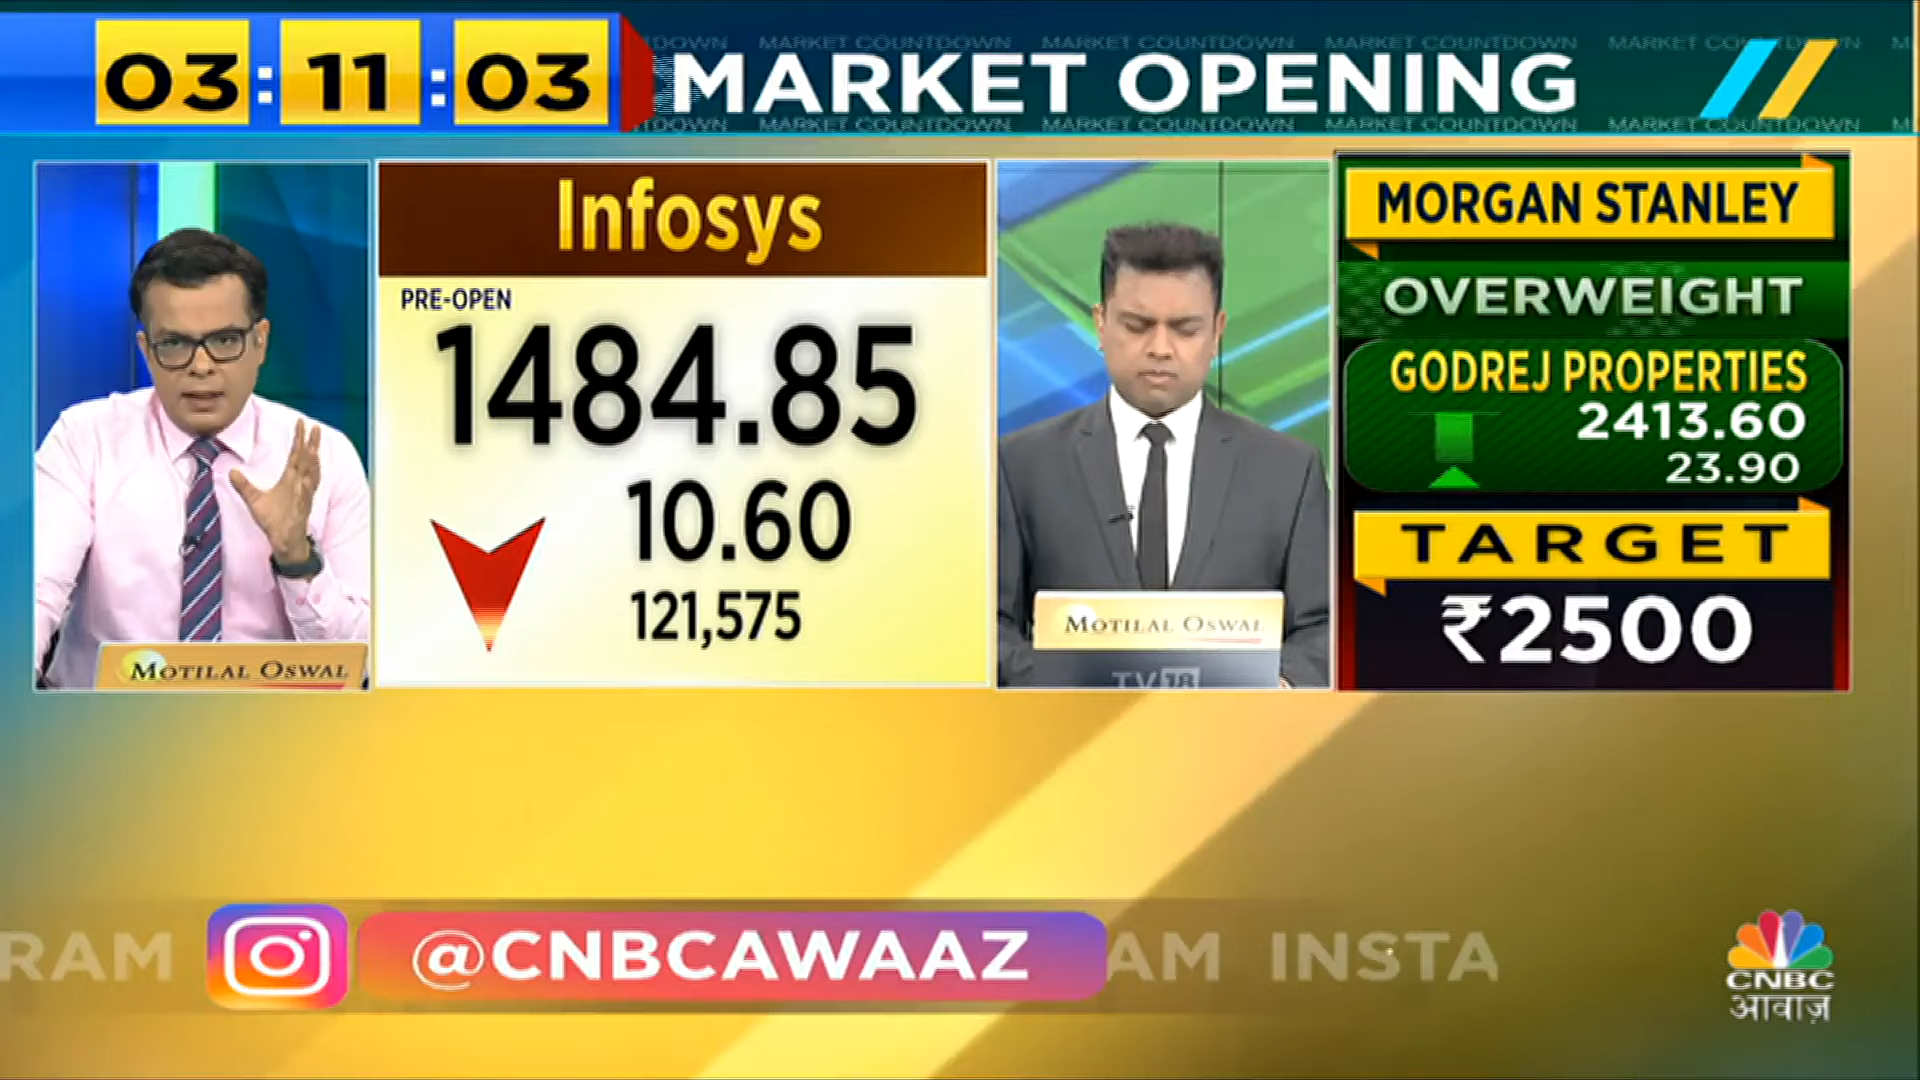 03:11:03
MARKET OPENING
MARKET COUNTDOWN MARKET COUNTDOWN MARKET COUNTDOWN MARKET COUNTDOWN
Infosys
PRE-OPEN
1484.85
10.60
121,575
MOTILAL OSWAL
MOTILAL OSWAL
TV18
MORGAN STANLEY
OVERWEIGHT
GODREJ PROPERTIES
2413.60
23.90
TARGET
₹2500
RAM
@CNBCAWAAZ
AM INSTA
CNBC
आवाज़